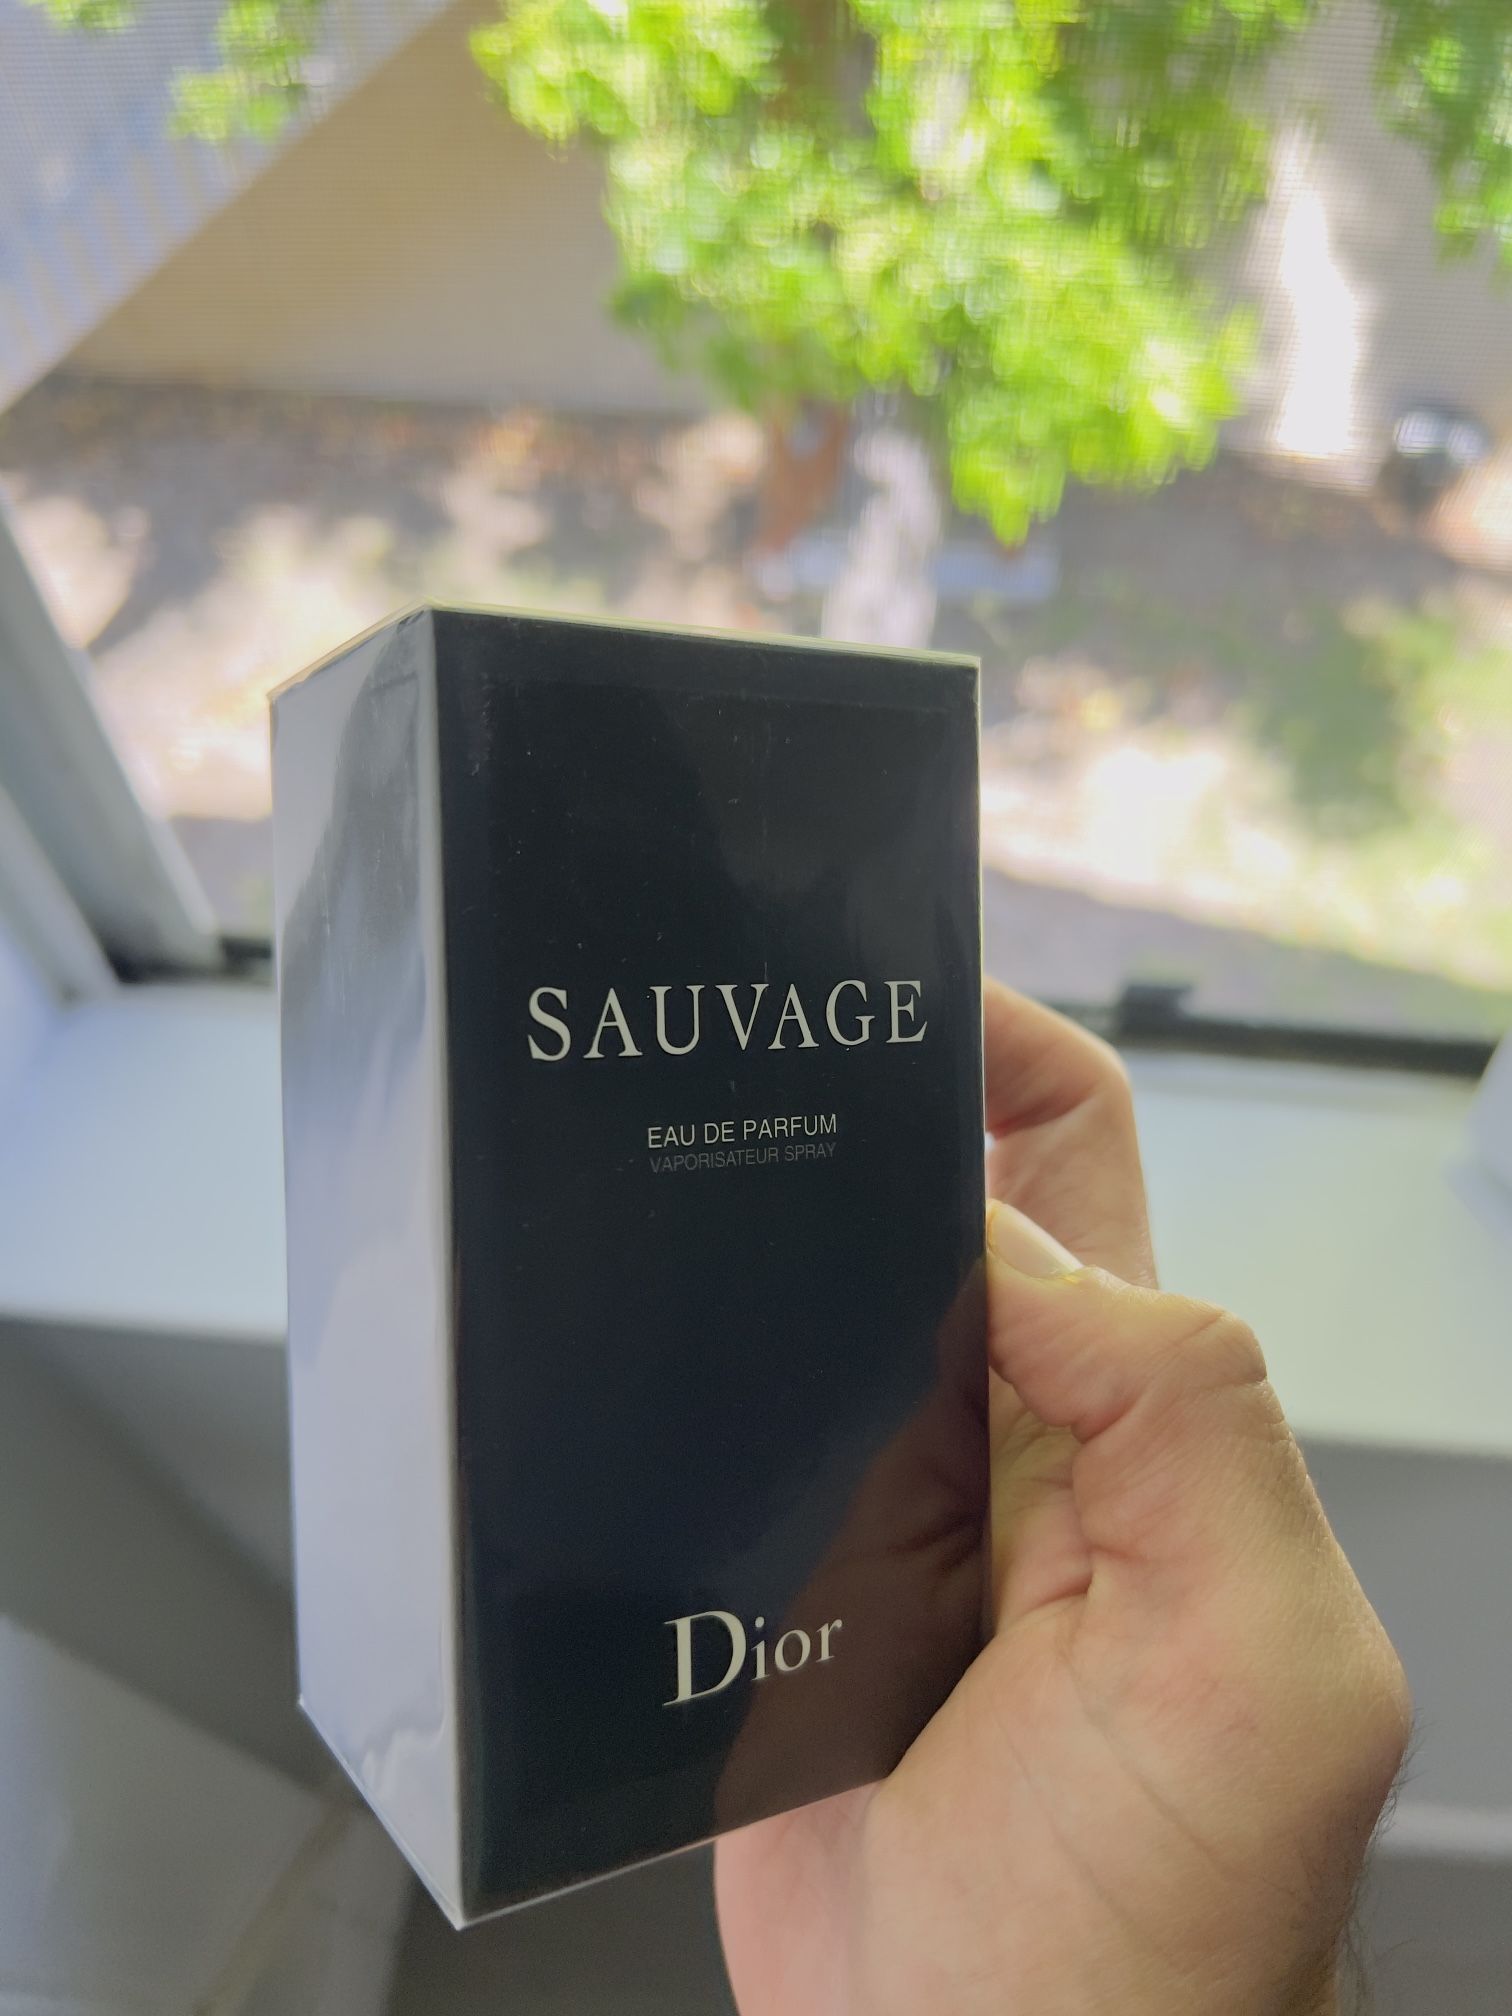 SAUVAGE
EAU DE PARFUM
VAPORISATEUR SPRAY
Dior